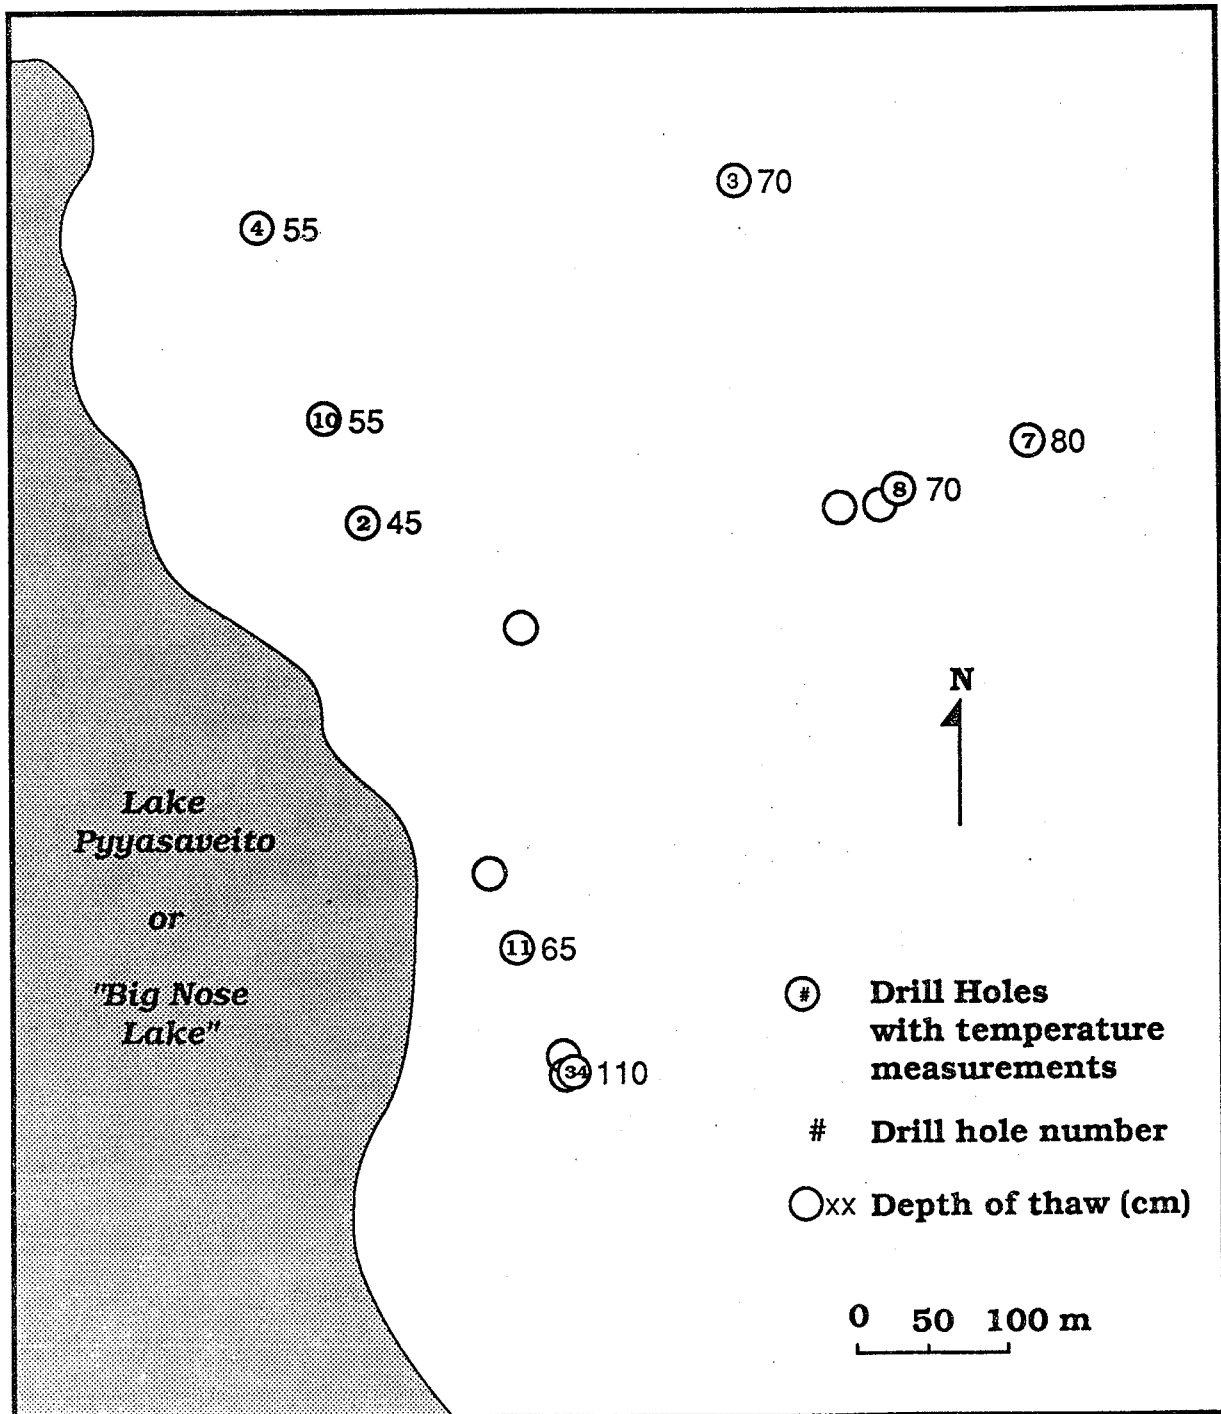 3 70
4 55
10 55
7 80
8 70
2 45
N
Lake
Pyyasaveito
or
"Big Nose
Lake"
11 65
34 110
# Drill Holes
with temperature
measurements
# Drill hole number
xx Depth of thaw (cm)
0 50 100 m